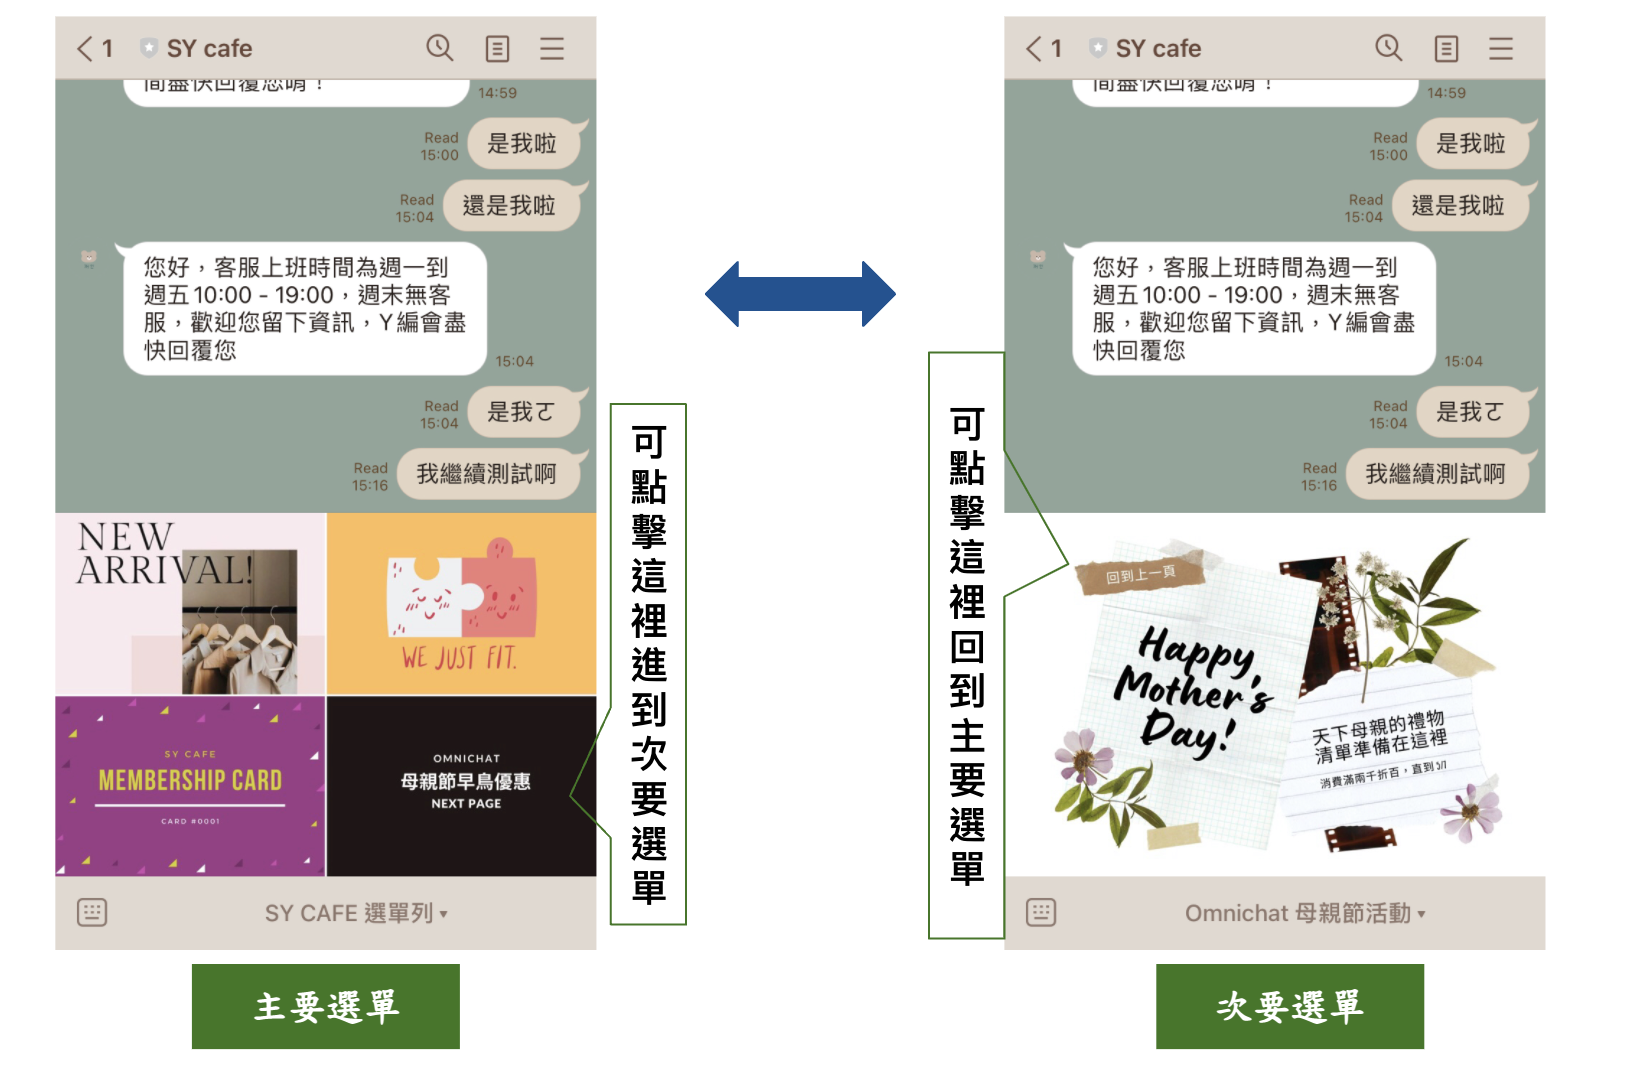 1 SY cafe
間盡快回覆您唷！
14:59
Read
15:00
是我啦
Read
15:04
還是我啦
您好，客服上班時間為週一到
週五 10:00 - 19:00，週末無客
服，歡迎您留下資訊，Y編會盡
快回覆您
15:04
Read
15:04
是我ㄛ
Read
15:16
我繼續測試啊
NEW
ARRIVAL!
WE JUST FIT.
SY CAFE
MEMBERSHIP CARD
CARD #0001
OMNICHAT
母親節早鳥優惠
NEXT PAGE
SY CAFE 選單列
可點擊這裡進到次要選單
主要選單
1 SY cafe
間盡快回覆您唷！
14:59
Read
15:00
是我啦
Read
15:04
還是我啦
您好，客服上班時間為週一到
週五 10:00 - 19:00，週末無客
服，歡迎您留下資訊，Y編會盡
快回覆您
15:04
Read
15:04
是我ㄛ
Read
15:16
我繼續測試啊
可點擊這裡回到主要選單
回到上一頁
Happy
Mother's
Day!
天下母親的禮物
清單準備在這裡
消費滿兩千折百，直到
Omnichat 母親節活動
次要選單